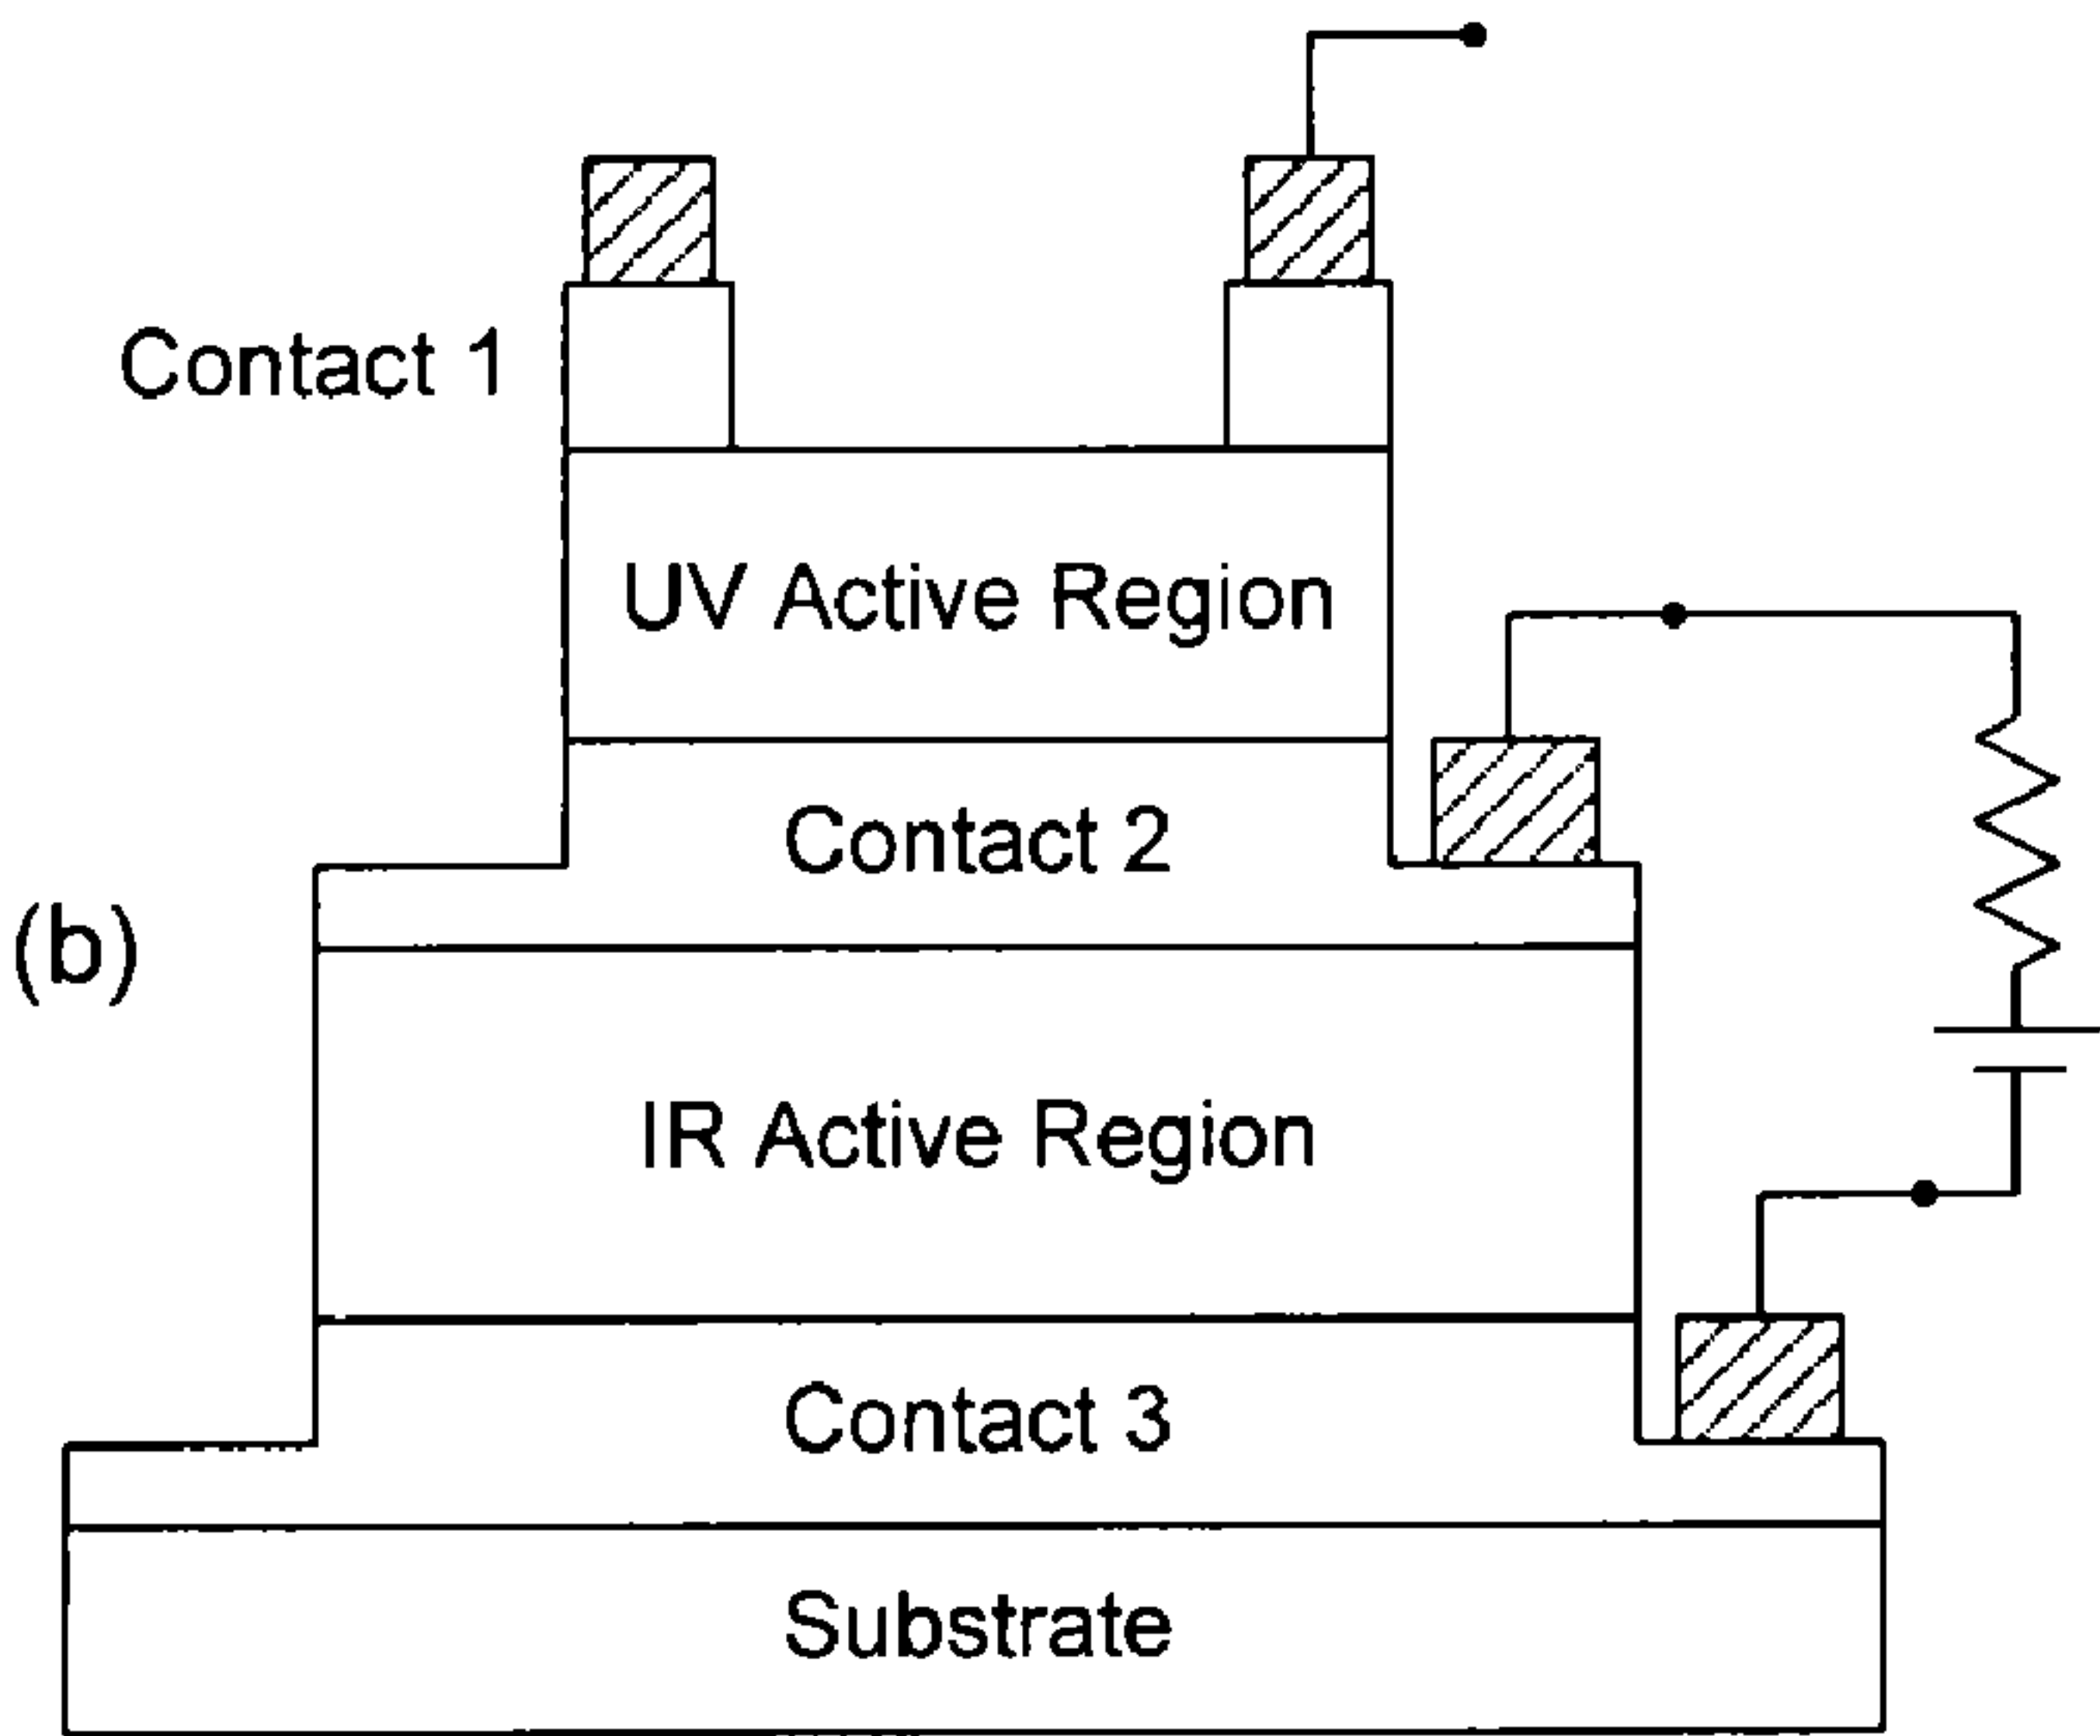 Contact 1
UV Active Region
Contact 2
(b)
IR Active Region
Contact 3
Substrate